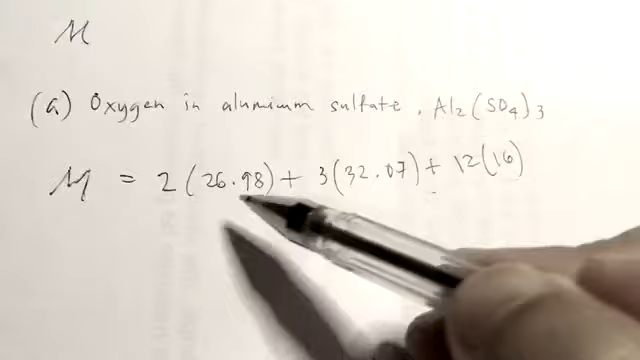 M
(a) Oxygen in aluminum sulfate, Al₂(SO₄)₃
M = 2(26.98) + 3(32.07) + 12(16)